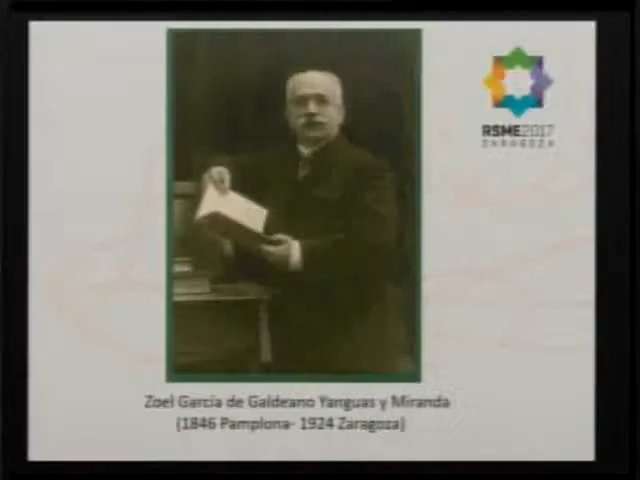 RSME2017
ZARAGOZA
Zoel García de Galdeano Yanguas y Miranda
(1846 Pamplona- 1924 Zaragoza)